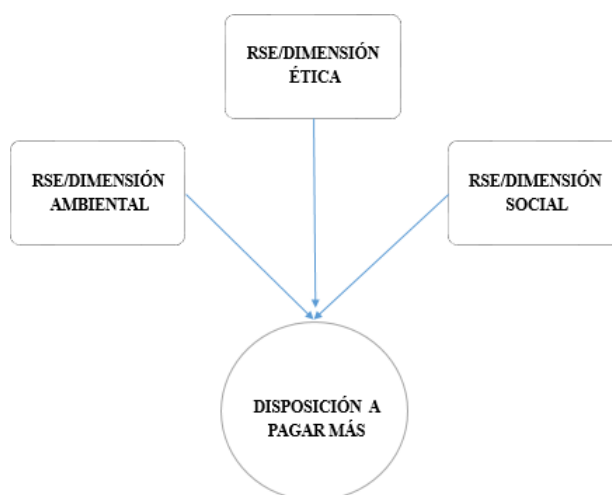 RSE/DIMENSIÓN
ÉTICA
RSE/DIMENSIÓN
AMBIENTAL
RSE/DIMENSIÓN
SOCIAL
DISPOSICIÓN A
PAGAR MÁS